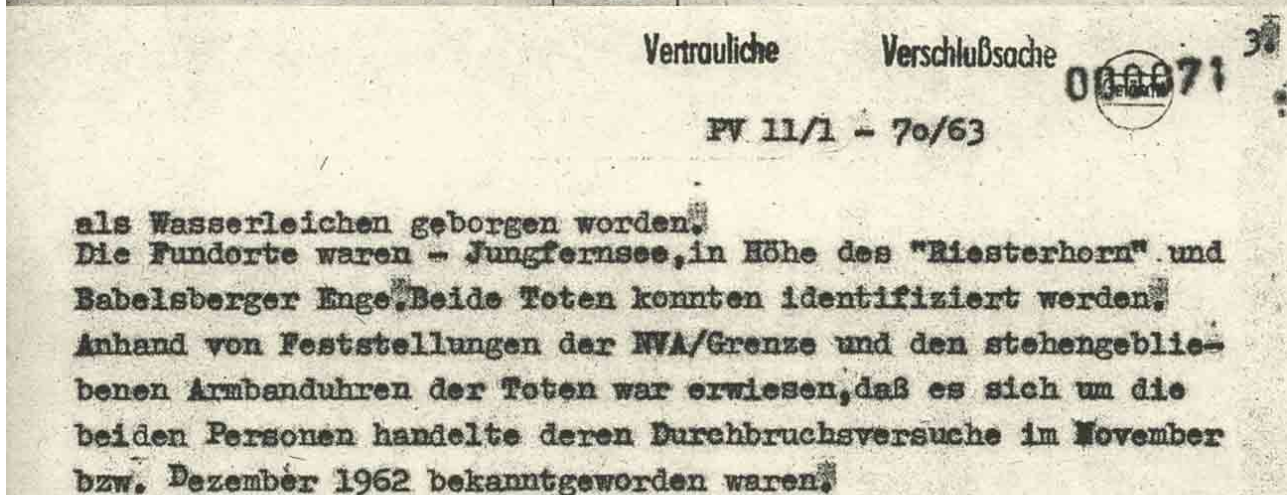 Vertrauliche Verschlußsache 3.
000071
PV 11/1 - 70/63
als Wasserleichen geborgen worden.
Die Fundorte waren - Jungfernsee,in Höhe des "Riesterhorn" und
Babelsberger Enge.Beide Toten konnten identifiziert werden.
Anhand von Feststellungen der NVA/Grenze und den stehengeblie-
benen Armbanduhren der Toten war erwiesen,daß es sich um die
beiden Personen handelte deren Durchbruchsversuche im November
bzw. Dezember 1962 bekanntgeworden waren.